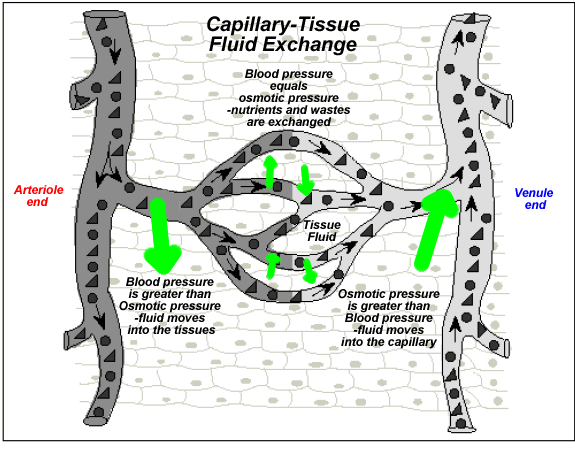 Capillary-Tissue
Fluid Exchange
Blood pressure
equals
osmotic pressure
-nutrients and wastes
are exchanged
Arteriole
end
Venule
end
Tissue
Fluid
Blood pressure
is greater than
Osmotic pressure
-fluid moves
into the tissues
Osmotic pressure
is greater than
Blood pressure
-fluid moves
into the capillary